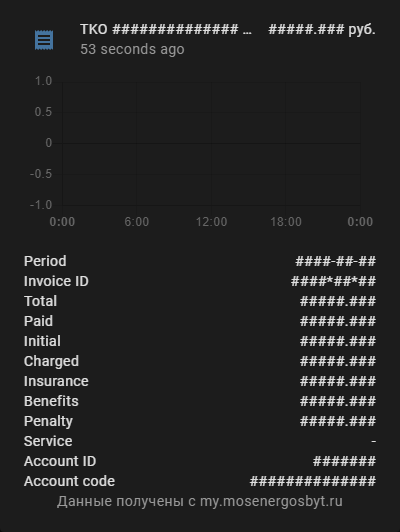 ТКО ############## … #####.### руб.
53 seconds ago
1.0
0.5
0
-0.5
-1.0
0:00 6:00 12:00 18:00 0:00
Period ####-##-##
Invoice ID ####*##*##
Total #####.###
Paid #####.###
Initial #####.###
Charged #####.###
Insurance #####.###
Benefits #####.###
Penalty #####.###
Service -
Account ID #######
Account code ##############
Данные получены с my.mosenergosbyt.ru